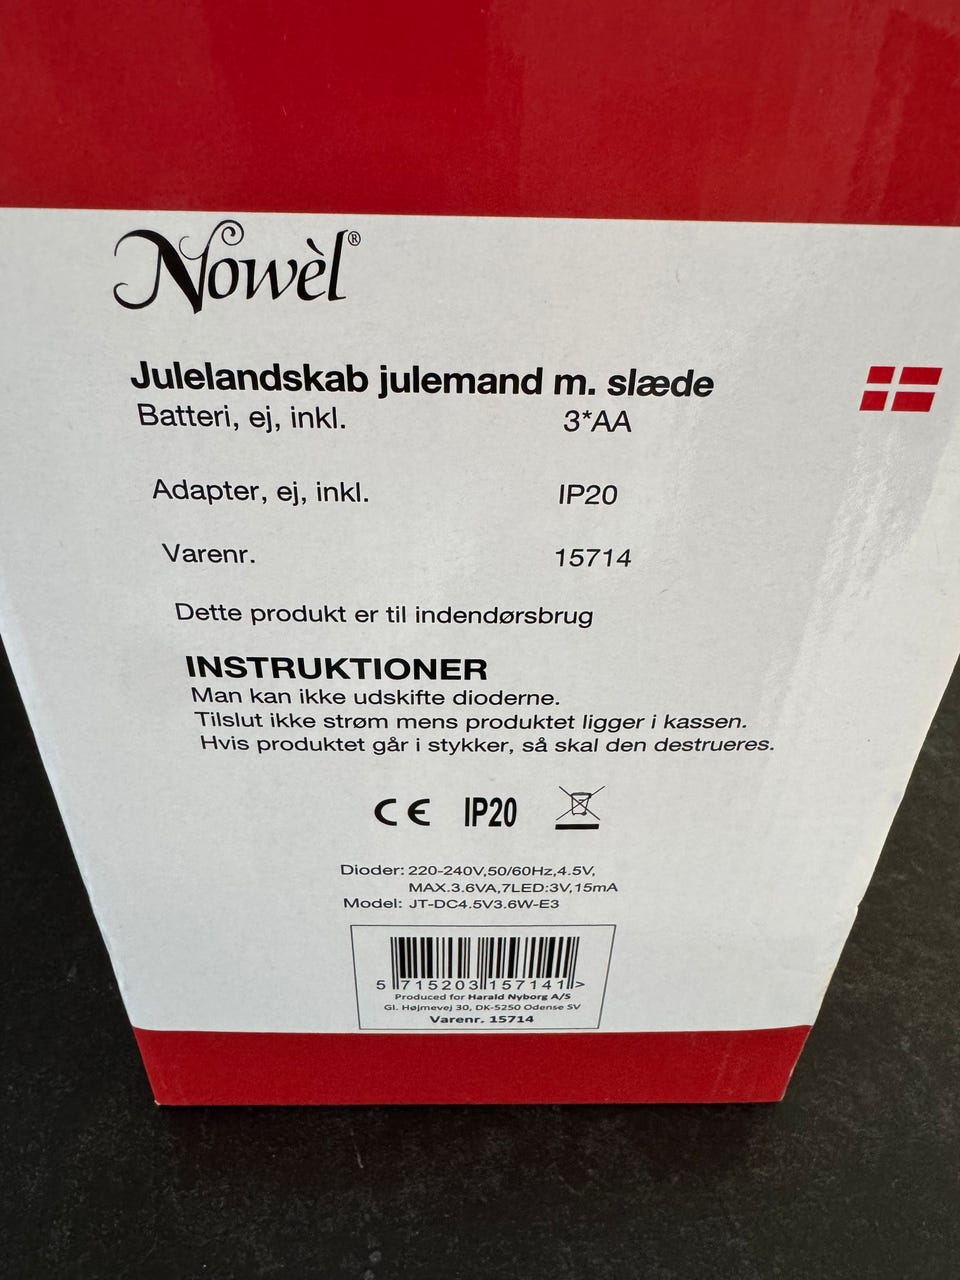 Nowèl®
Julelandskab julemand m. slæde
Batteri, ej, inkl. 3*AA
Adapter, ej, inkl. IP20
Varenr. 15714
Dette produkt er til indendørsbrug
INSTRUKTIONER
Man kan ikke udskifte dioderne.
Tilslut ikke strøm mens produktet ligger i kassen.
Hvis produktet går i stykker, så skal den destrueres.
CE IP20
Dioder: 220-240V,50/60Hz,4.5V,
MAX.3.6VA,7LED:3V,15mA
Model: JT-DC4.5V3.6W-E3
5 715203 157141 >
Produced for Harald Nyborg A/S
Gl. Højmevej 30, DK-5250 Odense SV
Varenr. 15714